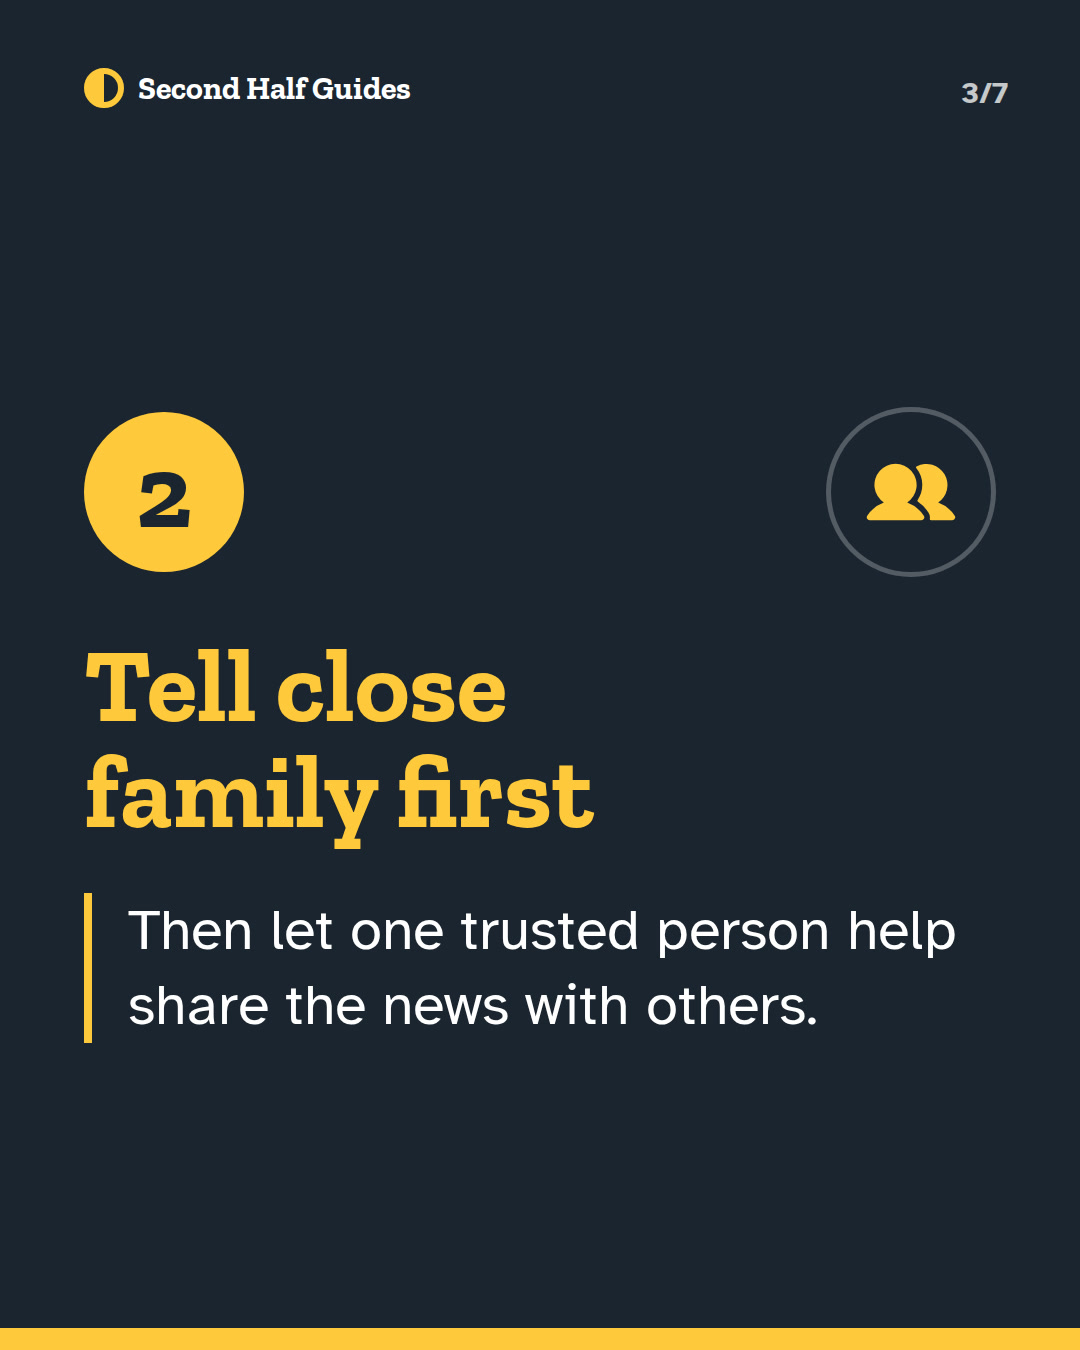 Second Half Guides
3/7
2
Tell close
family first
Then let one trusted person help
share the news with others.